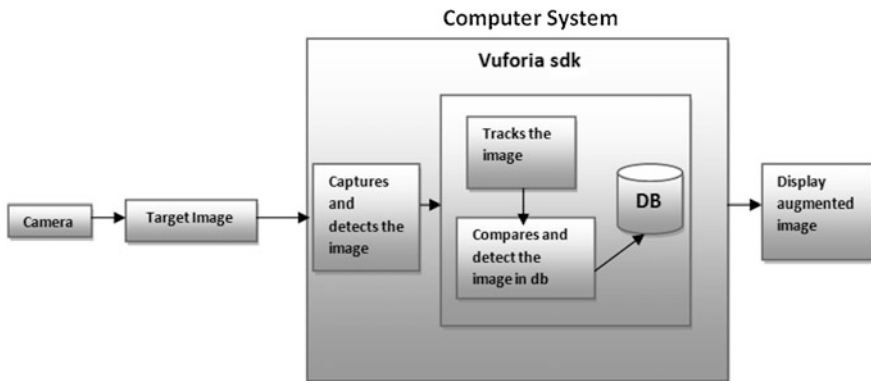 Computer System
Vuforia sdk
Tracks the
image
Captures
and
detects the
image
DB
Display
augmented
image
Camera
Target Image
Compares and
detect the
image in db